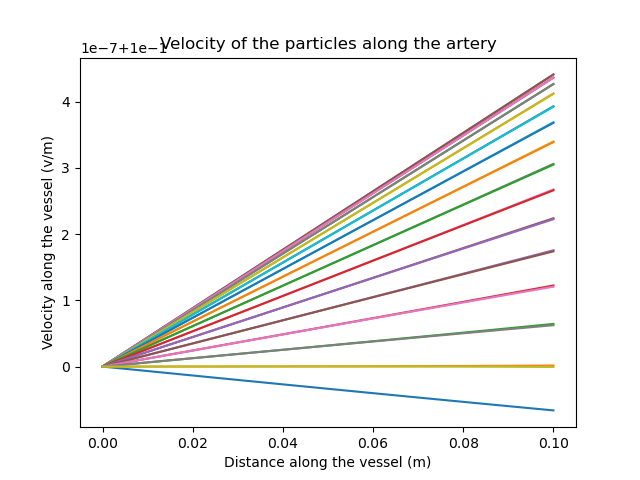 Velocity of the particles along the artery
1e−7+1e−1
4
3
2
1
0
Velocity along the vessel (v/m)
0.00 0.02 0.04 0.06 0.08 0.10
Distance along the vessel (m)